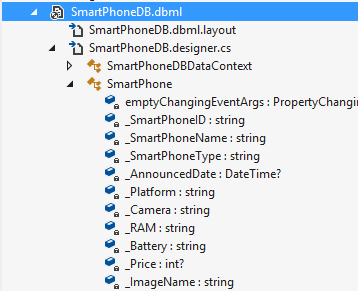 SmartPhoneDB.dbml
SmartPhoneDB.dbml.layout
SmartPhoneDB.designer.cs
SmartPhoneDBDataContext
SmartPhone
emptyChangingEventArgs : PropertyChangin
_SmartPhoneID : string
_SmartPhoneName : string
_SmartPhoneType : string
_AnnouncedDate : DateTime?
_Platform : string
_Camera : string
_RAM : string
_Battery : string
_Price : int?
_ImageName : string